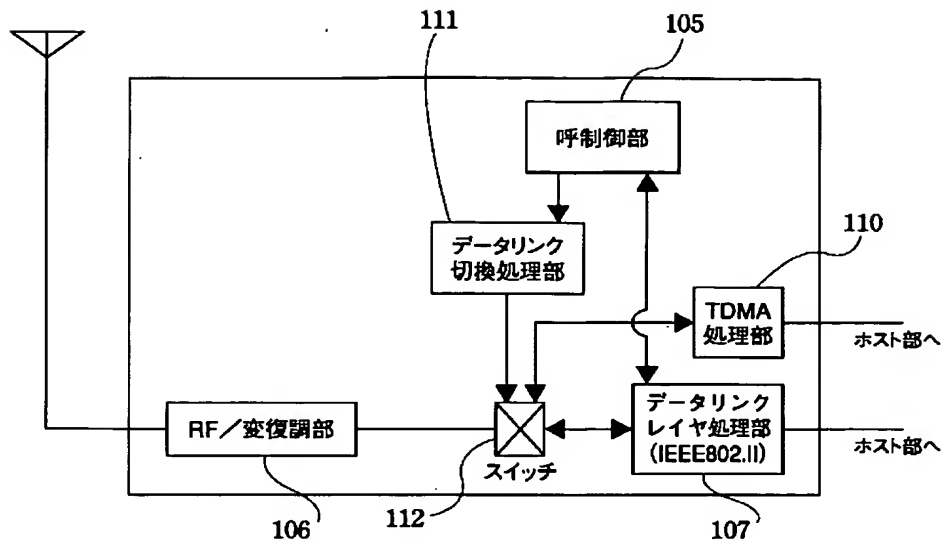 111
105
呼制御部
110
データリンク
切換処理部
TDMA
処理部
ホスト部へ
RF/変復調部
スイッチ
データリンク
レイヤ処理部
(IEEE802.II)
ホスト部へ
106
112
107